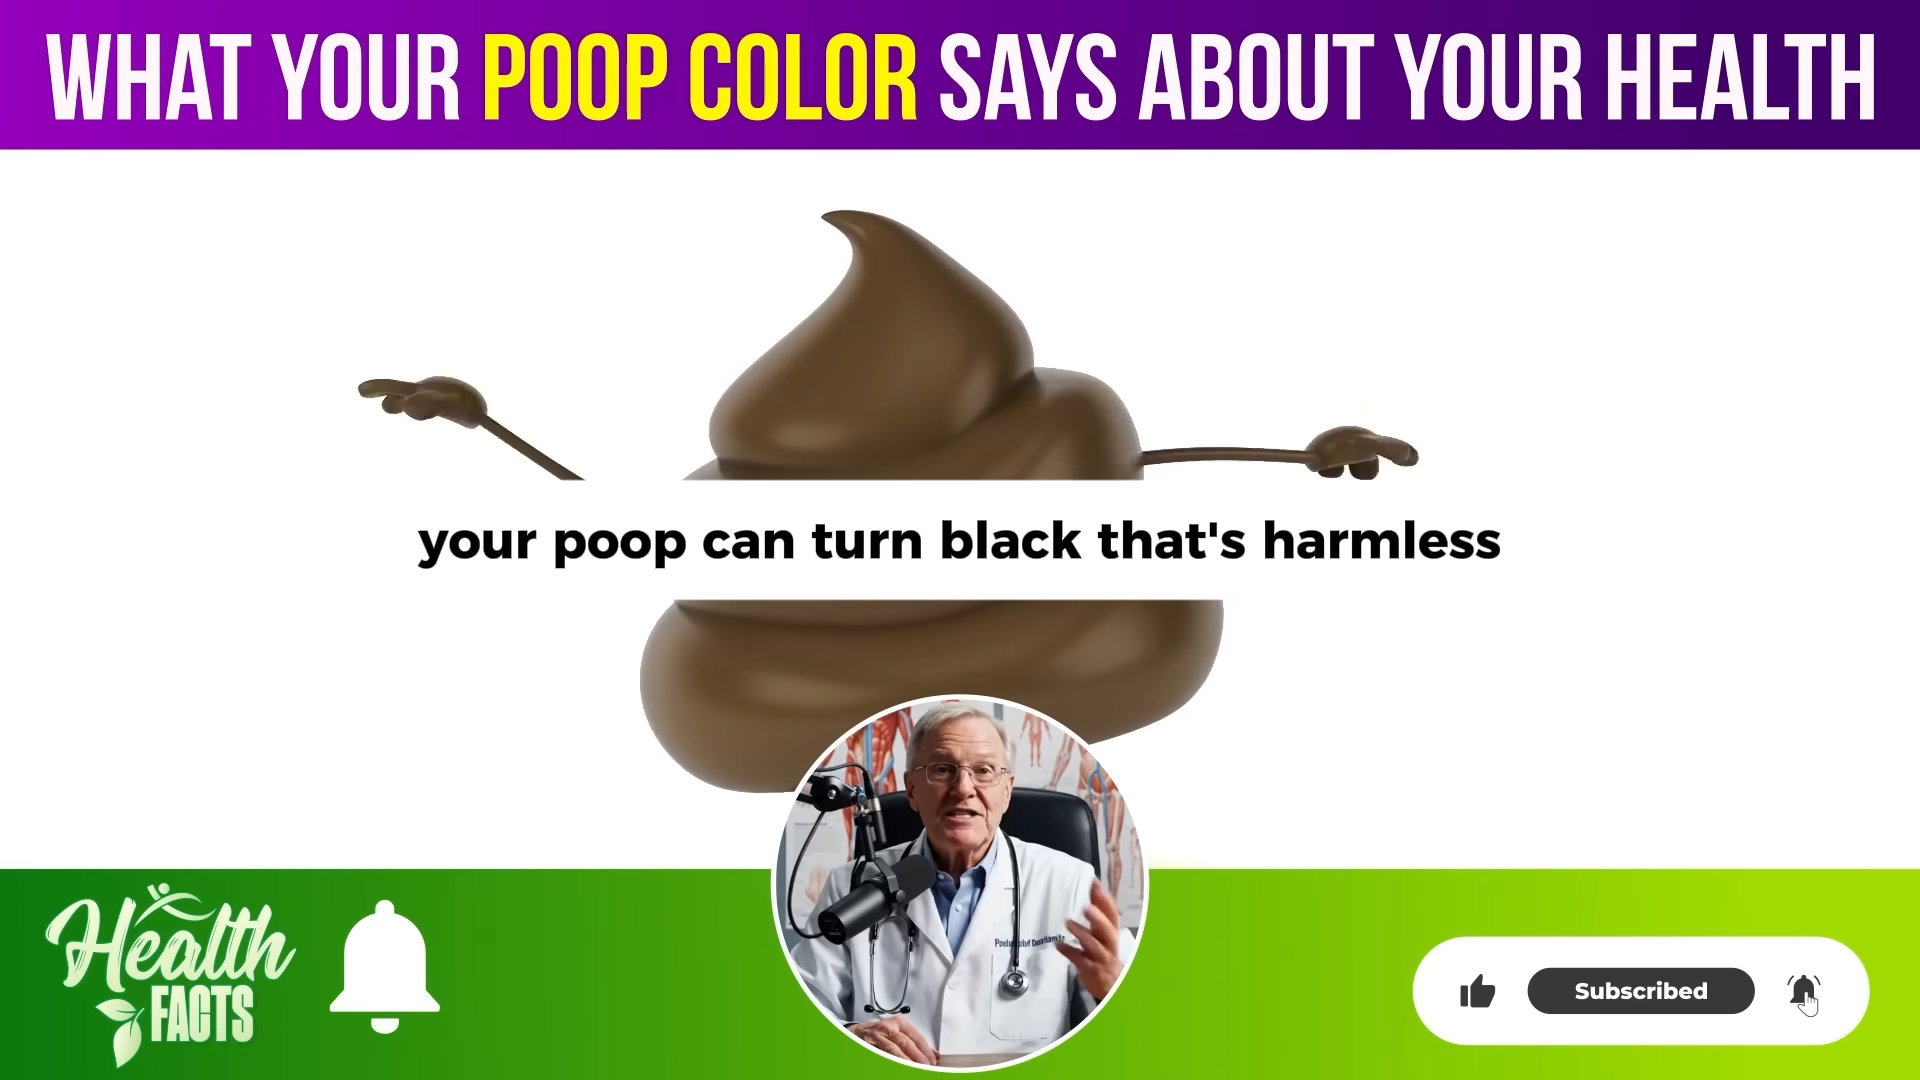 WHAT YOUR POOP COLOR SAYS ABOUT YOUR HEALTH
your poop can turn black that's harmless
Health
FACTS
Subscribed